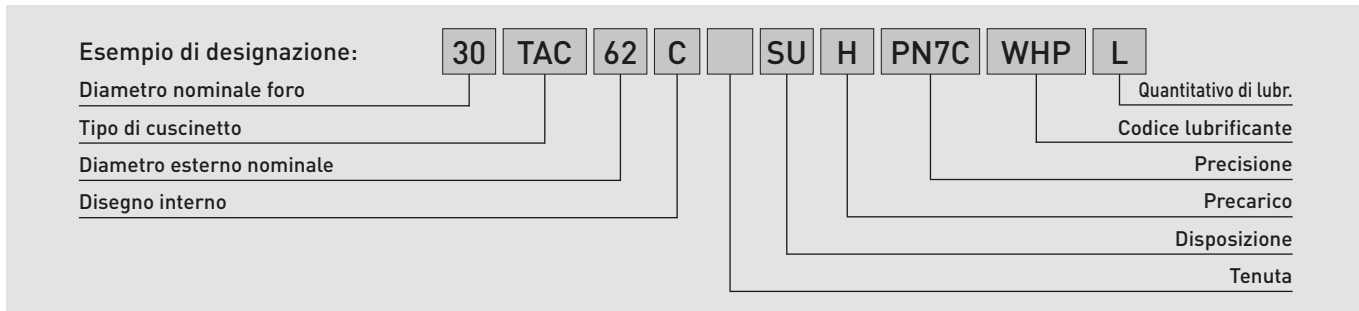 Esempio di designazione: 30 TAC 62 C SU H PN7C WHP L
Diametro nominale foro Quantitativo di lubr.
Tipo di cuscinetto Codice lubrificante
Diametro esterno nominale Precisione
Disegno interno Precarico
Disposizione
Tenuta